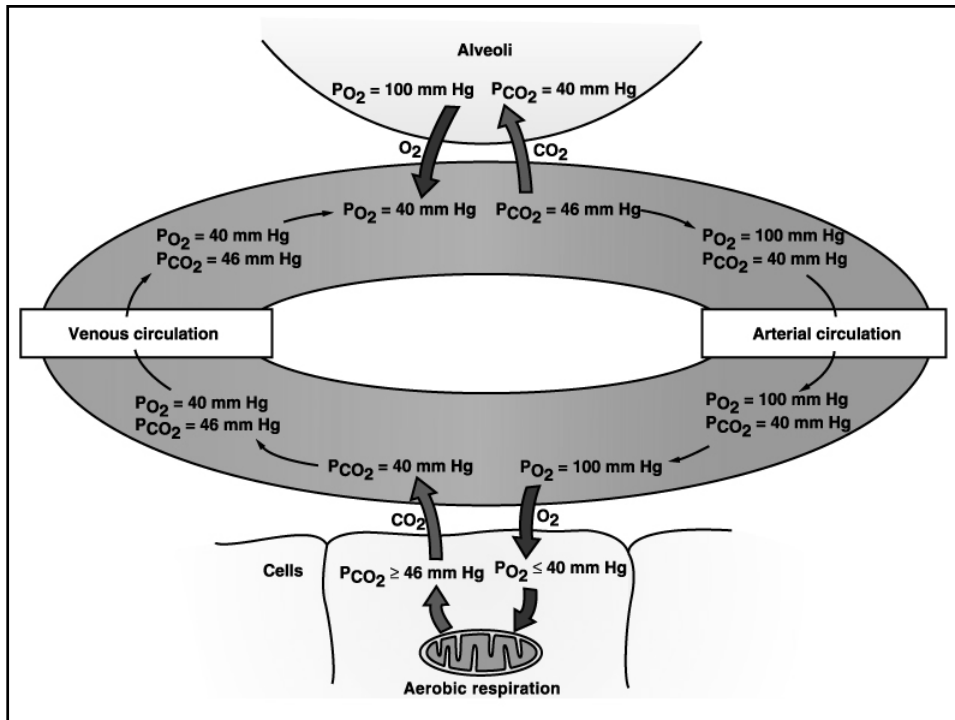 Alveoli
PO2 = 100 mm Hg PCO2 = 40 mm Hg
O2 CO2
PO2 = 40 mm Hg PCO2 = 46 mm Hg
PO2 = 40 mm Hg
PCO2 = 46 mm Hg
PO2 = 100 mm Hg
PCO2 = 40 mm Hg
Venous circulation
Arterial circulation
PO2 = 40 mm Hg
PCO2 = 46 mm Hg
PO2 = 100 mm Hg
PCO2 = 40 mm Hg
PCO2 = 40 mm Hg PO2 = 100 mm Hg
CO2 O2
Cells
PCO2 ≥ 46 mm Hg PO2 ≤ 40 mm Hg
Aerobic respiration